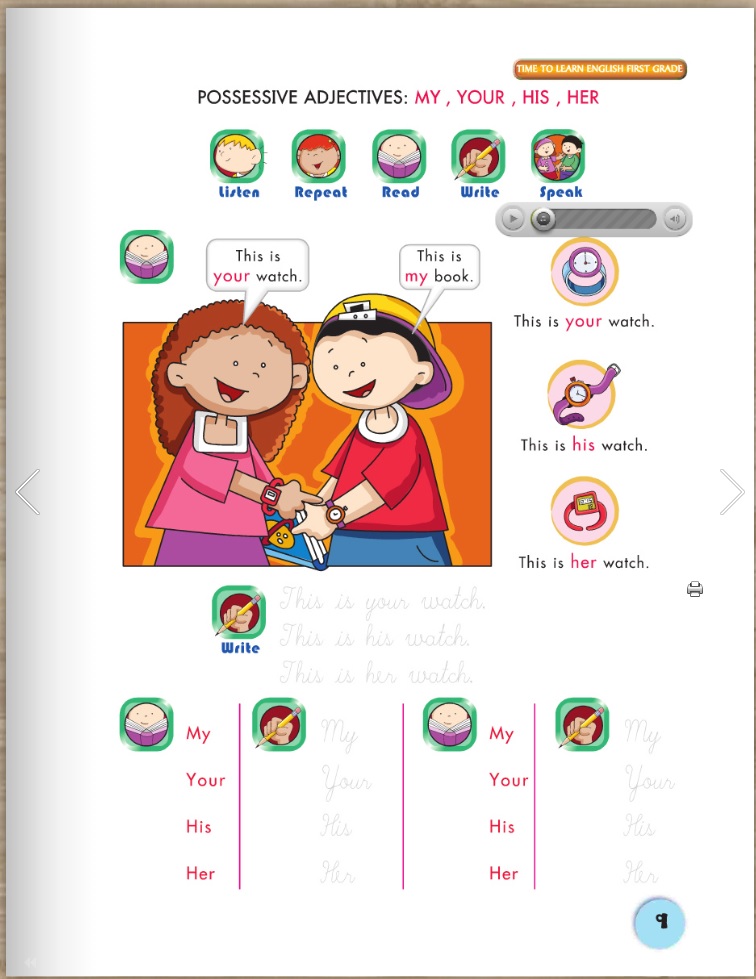 TIME TO LEARN ENGLISH FIRST GRADE
POSSESSIVE ADJECTIVES: MY , YOUR , HIS , HER
Listen Repeat Read Write Speak
This is
your watch.
This is
my book.
This is your watch.
This is his watch.
This is her watch.
Write
This is your watch.
This is his watch.
This is her watch.
My My My My
Your Your Your Your
His His His His
Her Her Her Her
9
44